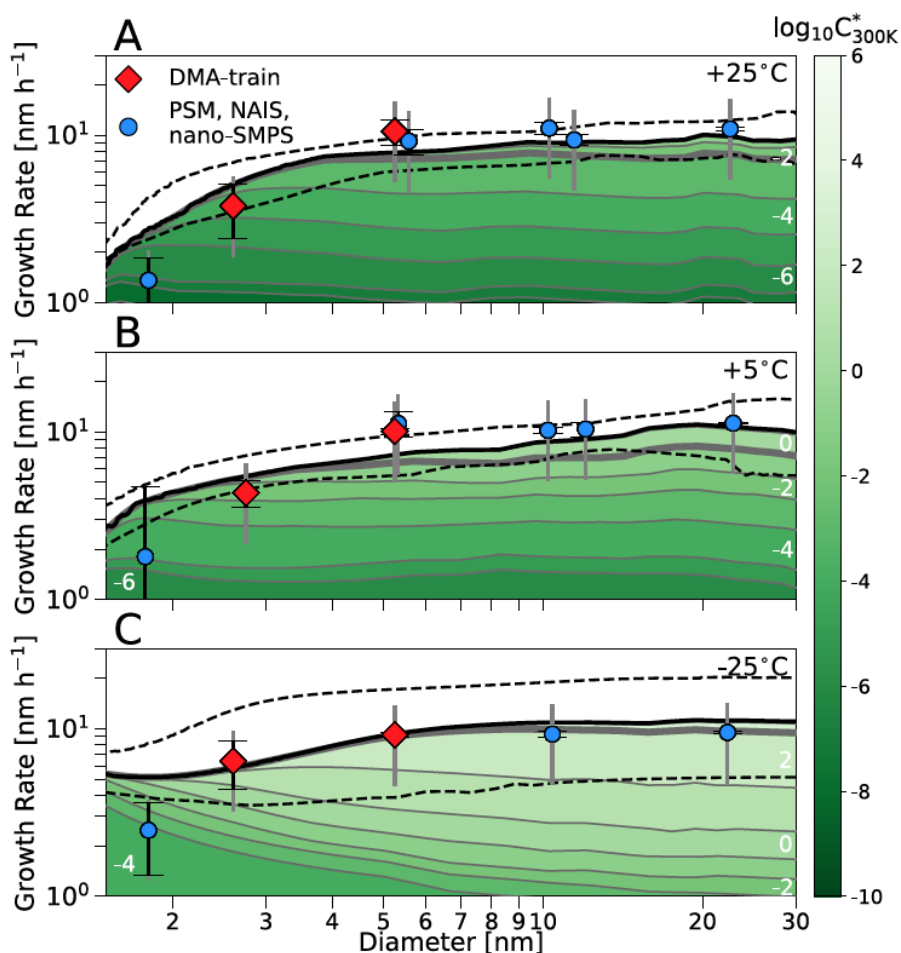 A
log₁₀C*₃₀₀K
+25°C
DMA-train
PSM, NAIS,
nano-SMPS
Growth Rate [nm h⁻¹]
10¹
10⁰
-2
-4
-6
B
+5°C
Growth Rate [nm h⁻¹]
10¹
10⁰
0
-2
-4
-6
C
-25°C
Growth Rate [nm h⁻¹]
10¹
10⁰
2
0
-2
-4
2 3 4 5 6 7 8 9 10 20 30
Diameter [nm]
6
4
2
0
-2
-4
-6
-8
-10